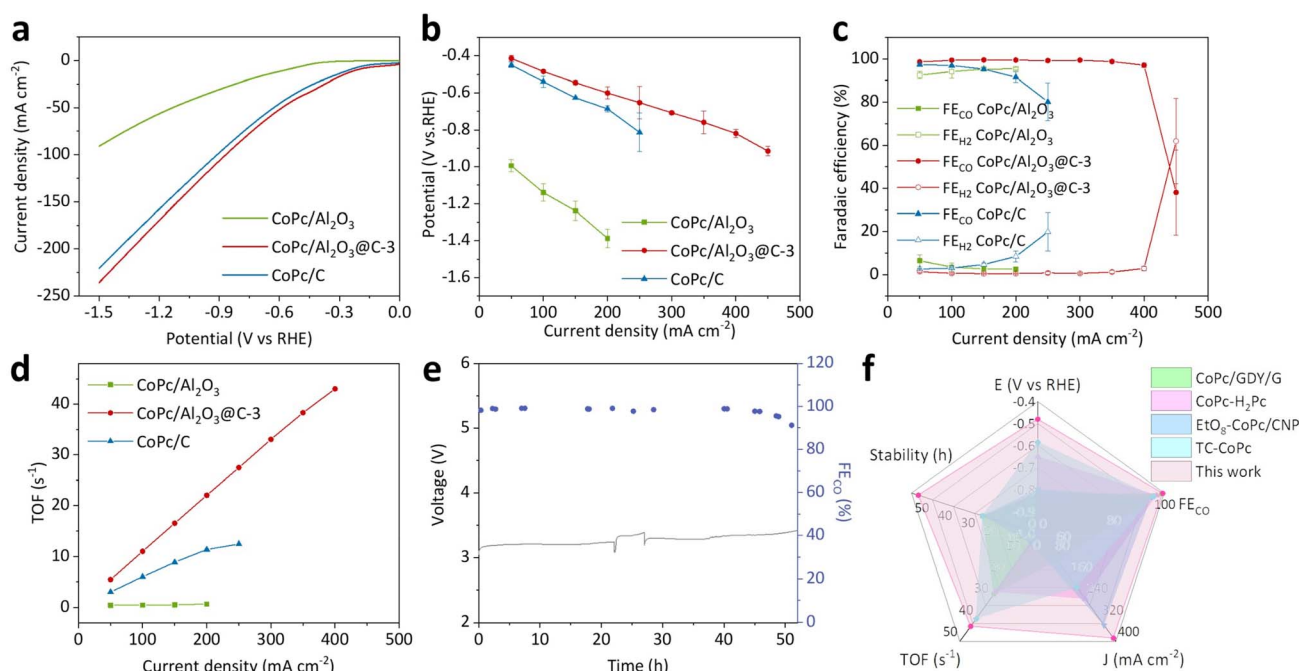 a
0
-50
-100
-150
-200
-250
Current density (mA cm⁻²)
CoPc/Al₂O₃
CoPc/Al₂O₃@C-3
CoPc/C
-1.5 -1.2 -0.9 -0.6 -0.3 0.0
Potential (V vs RHE)
b
-0.4
-0.6
-0.8
-1.0
-1.2
-1.4
-1.6
Potential (V vs.RHE)
CoPc/Al₂O₃
CoPc/Al₂O₃@C-3
CoPc/C
0 100 200 300 400 500
Current density (mA cm⁻²)
c
100
80
60
40
20
0
Faradaic efficiency (%)
FE_CO CoPc/Al₂O₃
FE_H2 CoPc/Al₂O₃
FE_CO CoPc/Al₂O₃@C-3
FE_H2 CoPc/Al₂O₃@C-3
FE_CO CoPc/C
FE_H2 CoPc/C
0 100 200 300 400 500
Current density (mA cm⁻²)
d
40
30
20
10
0
TOF (s⁻¹)
CoPc/Al₂O₃
CoPc/Al₂O₃@C-3
CoPc/C
0 100 200 300 400 500
Current density (mA cm⁻²)
e
6
5
4
3
2
Voltage (V)
120
100
80
60
40
20
0
FE_CO (%)
0 10 20 30 40 50
Time (h)
f
E (V vs RHE)
-0.4
-0.5
-0.6
-0.7
CoPc/GDY/G
CoPc-H₂Pc
EtO₈-CoPc/CNP
TC-CoPc
This work
Stability (h)
50
40
30
80
100
FE_CO
160
240
320
400
J (mA cm⁻²)
30
40
50
TOF (s⁻¹)